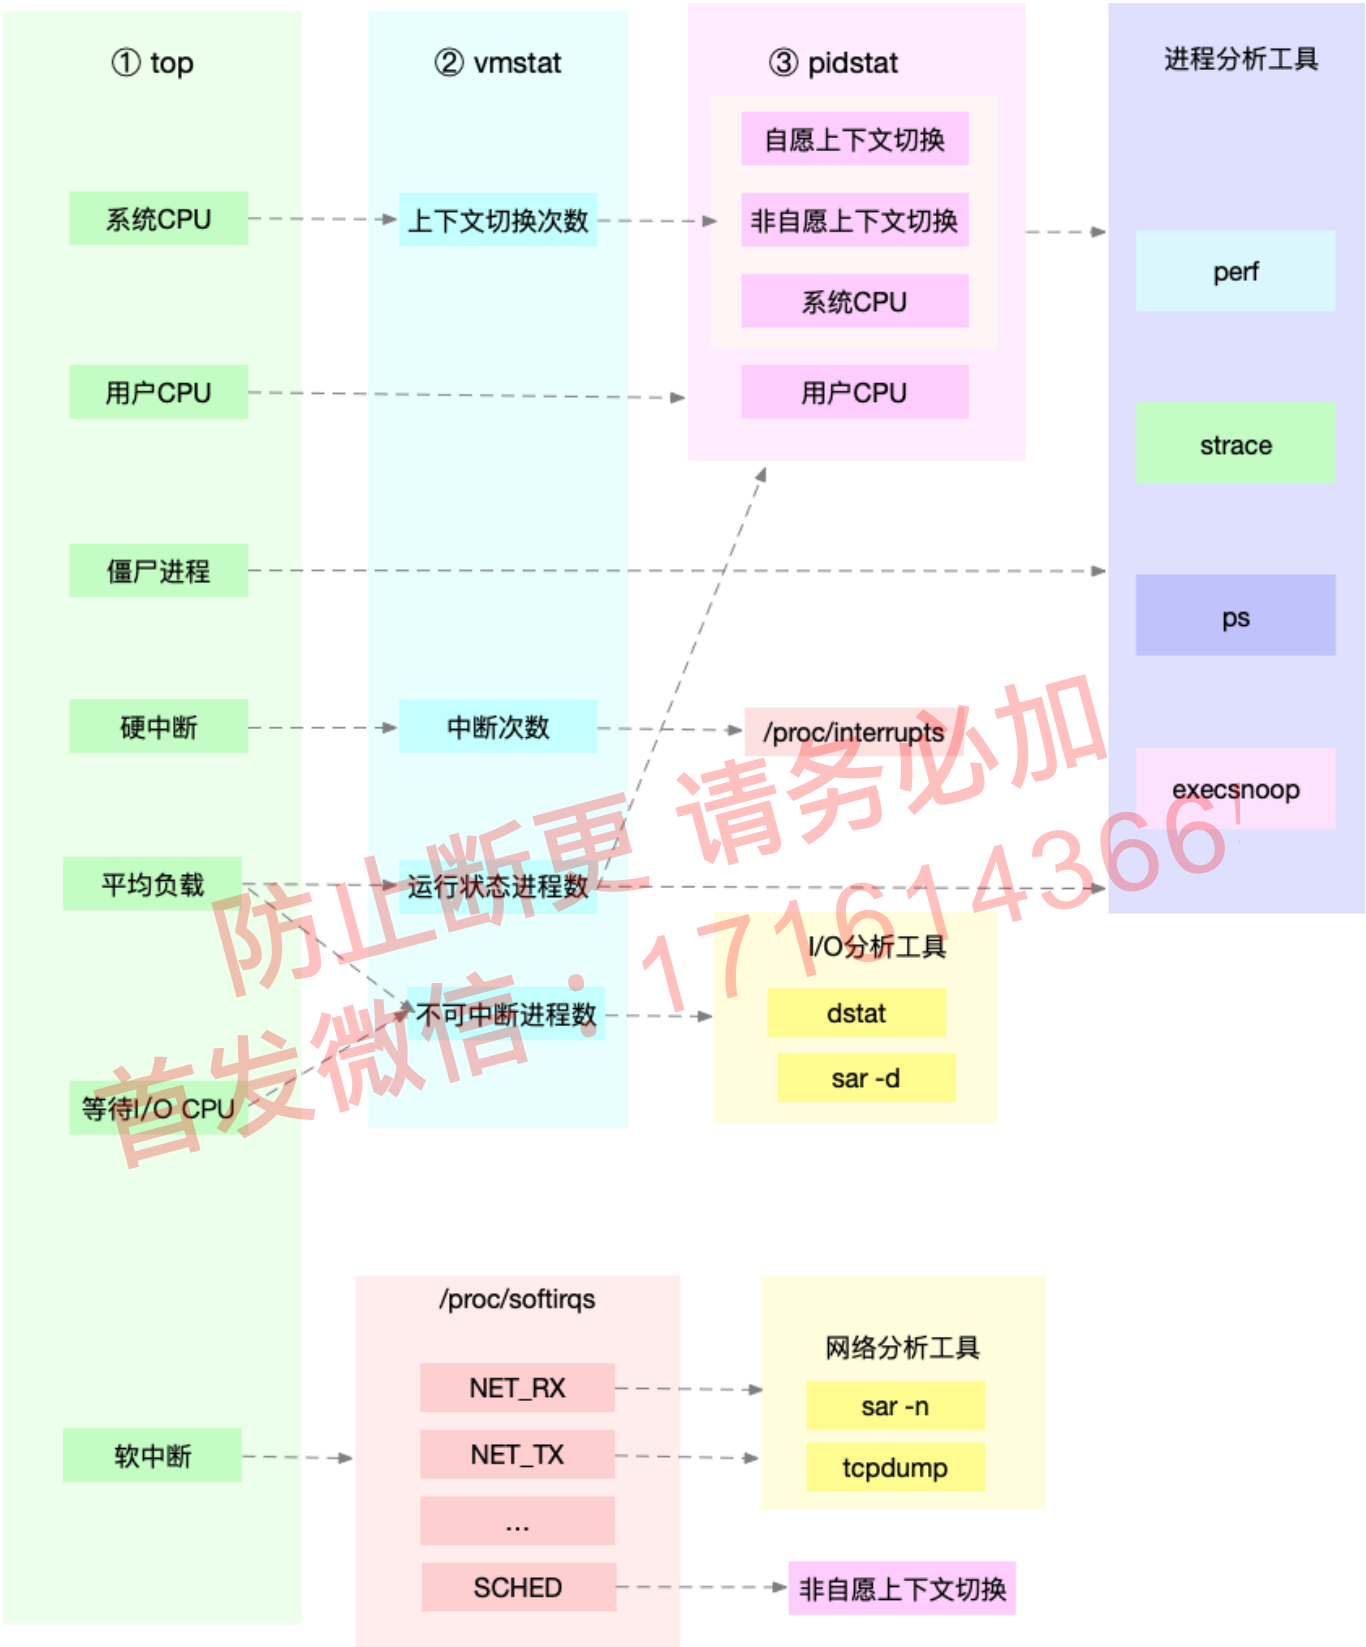 ① top
② vmstat
③ pidstat
进程分析工具
自愿上下文切换
系统CPU
上下文切换次数
非自愿上下文切换
perf
系统CPU
用户CPU
用户CPU
strace
僵尸进程
ps
硬中断
中断次数
/proc/interrupts
execsnoop
平均负载
运行状态进程数
I/O分析工具
不可中断进程数
dstat
sar -d
等待I/O CPU
防止断更 请务必加
首发微信：171614366
/proc/softirqs
网络分析工具
NET_RX
sar -n
软中断
NET_TX
tcpdump
...
SCHED
非自愿上下文切换